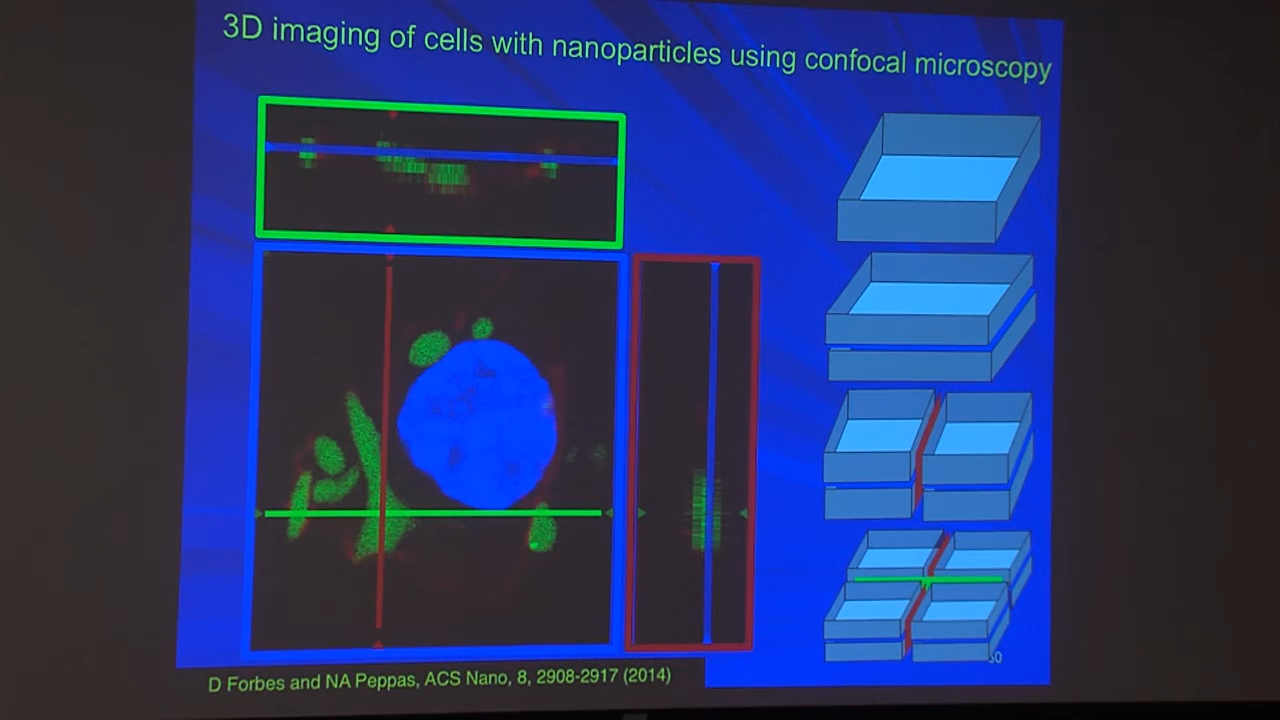 3D imaging of cells with nanoparticles using confocal microscopy
D Forbes and NA Peppas, ACS Nano, 8, 2908-2917 (2014)